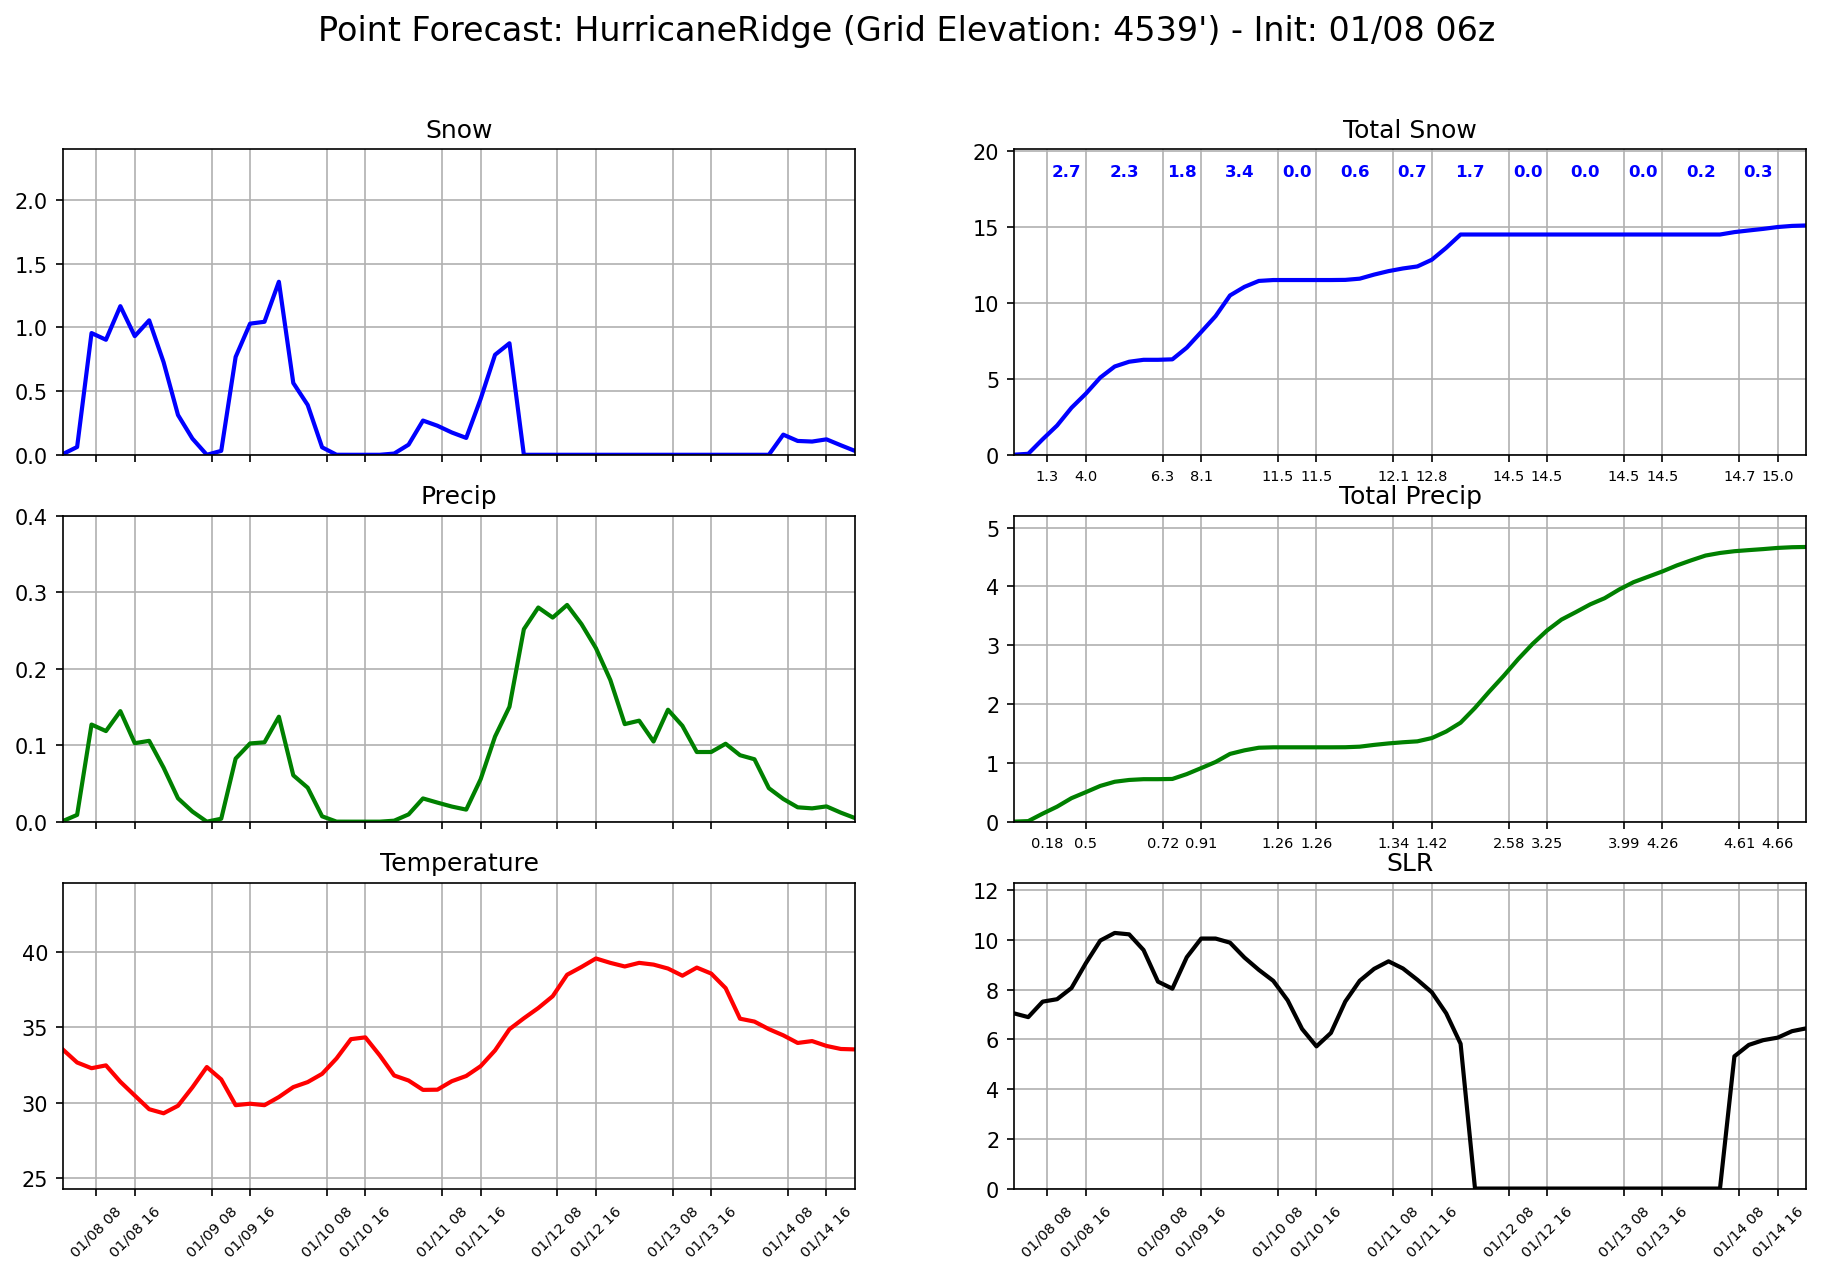 Point Forecast: HurricaneRidge (Grid Elevation: 4539') - Init: 01/08 06z
Snow
2.0
1.5
1.0
0.5
0.0
Total Snow
20
15
10
5
0
2.7 2.3 1.8 3.4 0.0 0.6 0.7 1.7 0.0 0.0 0.0 0.2 0.3
1.3 4.0 6.3 8.1 11.5 11.5 12.1 12.8 14.5 14.5 14.5 14.5 14.7 15.0
Precip
0.4
0.3
0.2
0.1
0.0
Total Precip
5
4
3
2
1
0
0.18 0.5 0.72 0.91 1.26 1.26 1.34 1.42 2.58 3.25 3.99 4.26 4.61 4.66
Temperature
40
35
30
25
01/08 08 01/08 16 01/09 08 01/09 16 01/10 08 01/10 16 01/11 08 01/11 16 01/12 08 01/12 16 01/13 08 01/13 16 01/14 08 01/14 16
SLR
12
10
8
6
4
2
0
01/08 08 01/08 16 01/09 08 01/09 16 01/10 08 01/10 16 01/11 08 01/11 16 01/12 08 01/12 16 01/13 08 01/13 16 01/14 08 01/14 16